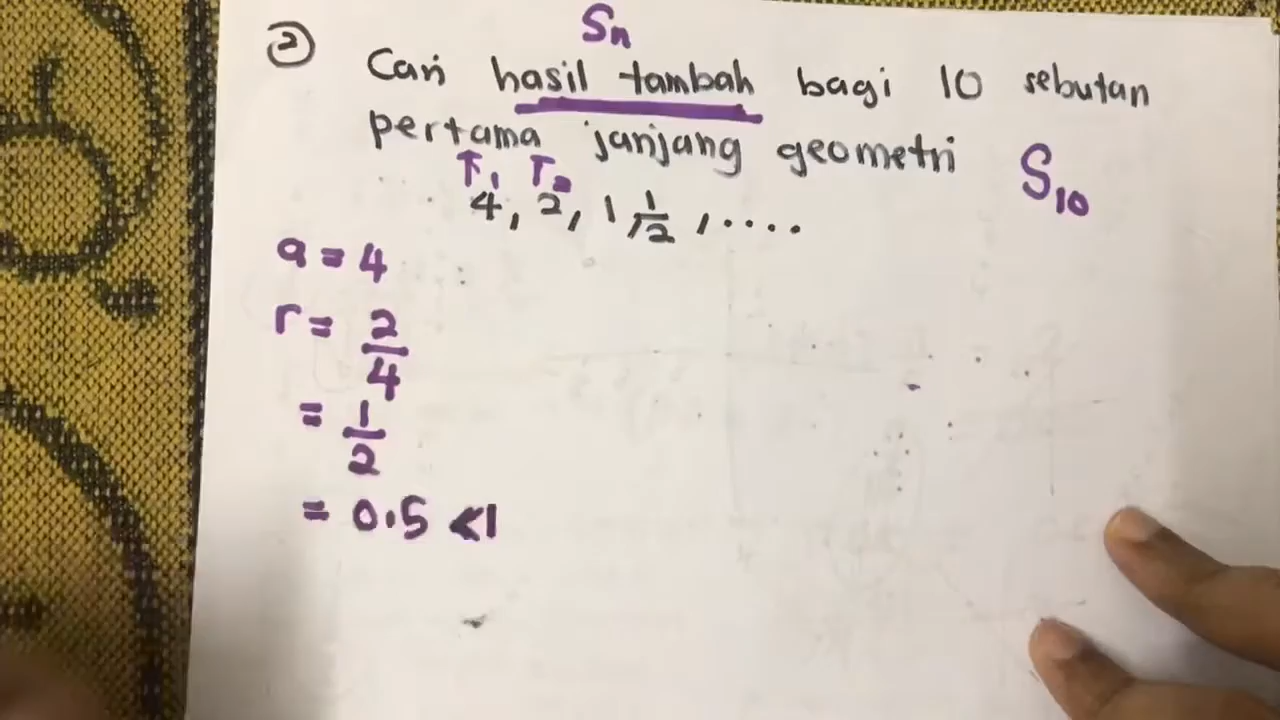 Sn
② Cari hasil tambah bagi 10 sebutan
pertama janjang geometri S10
T1 T2
4, 2, 1 1/2, .....
a = 4
r = 2/4
= 1/2
= 0.5 <1